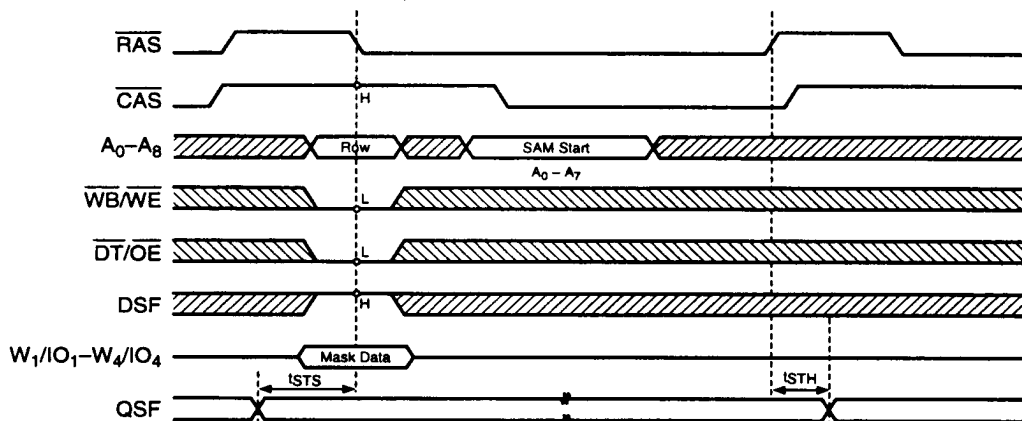 RAS
CAS
H
A0–A8
Row
SAM Start
A0 – A7
WB/WE
L
DT/OE
L
DSF
H
W1/IO1–W4/IO4
Mask Data
tSTS
tSTH
QSF